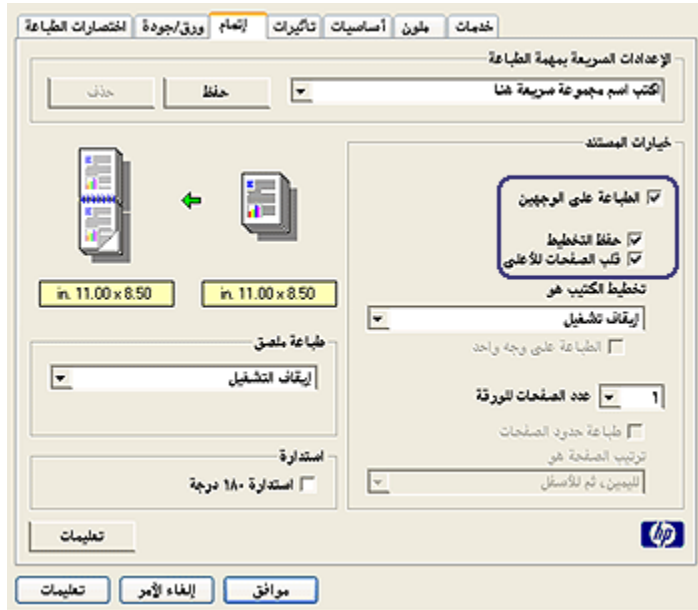 خدمات ملون أساسيات تأثيرات إتمام ورق/جودة اختصارات الطباعة
الإعدادات السريعة بمهمة الطباعة
اكتب اسم مجموعة سريعة هنا
حفظ
حذف
خيارات المستند
الطباعة على الوجهين
حفظ التخطيط
قلب الصفحات للأعلى
تخطيط الكتيب هو
إيقاف تشغيل
الطباعة على وجه واحد
1 عدد الصفحات للورقة
طباعة حدود الصفحات
ترتيب الصفحة هو
لليمين، ثم للأسفل
in. 11.00 x 8.50
in. 11.00 x 8.50
طباعة ملصق
إيقاف التشغيل
استدارة
استدارة ١٨٠ درجة
hp
تعليمات
موافق
إلغاء الأمر
تعليمات